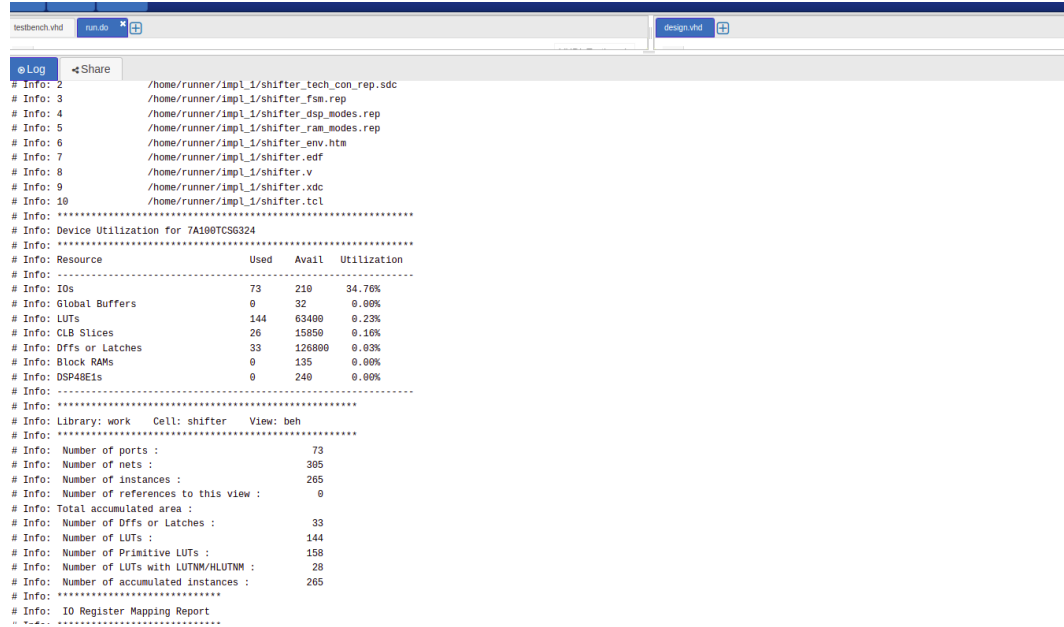 testbench.vhd run.do
design.vhd
Log Share
# Info: 2 /home/runner/impl_1/shifter_tech_con_rep.sdc
# Info: 3 /home/runner/impl_1/shifter_fsm.rep
# Info: 4 /home/runner/impl_1/shifter_dsp_modes.rep
# Info: 5 /home/runner/impl_1/shifter_ram_modes.rep
# Info: 6 /home/runner/impl_1/shifter_env.htm
# Info: 7 /home/runner/impl_1/shifter.edf
# Info: 8 /home/runner/impl_1/shifter.v
# Info: 9 /home/runner/impl_1/shifter.xdc
# Info: 10 /home/runner/impl_1/shifter.tcl
# Info: ***************************************************************
# Info: Device Utilization for 7A100TCSG324
# Info: ***************************************************************
# Info: Resource Used Avail Utilization
# Info: ---------------------------------------------------------------
# Info: IOs 73 210 34.76%
# Info: Global Buffers 0 32 0.00%
# Info: LUTs 144 63400 0.23%
# Info: CLB Slices 26 15850 0.16%
# Info: Dffs or Latches 33 126800 0.03%
# Info: Block RAMs 0 135 0.00%
# Info: DSP48E1s 0 240 0.00%
# Info: ---------------------------------------------------------------
# Info: *****************************************************
# Info: Library: work Cell: shifter View: beh
# Info: *****************************************************
# Info: Number of ports : 73
# Info: Number of nets : 305
# Info: Number of instances : 265
# Info: Number of references to this view : 0
# Info: Total accumulated area :
# Info: Number of Dffs or Latches : 33
# Info: Number of LUTs : 144
# Info: Number of Primitive LUTs : 158
# Info: Number of LUTs with LUTNM/HLUTNM : 28
# Info: Number of accumulated instances : 265
# Info: *****************************
# Info: IO Register Mapping Report
# Info: *****************************